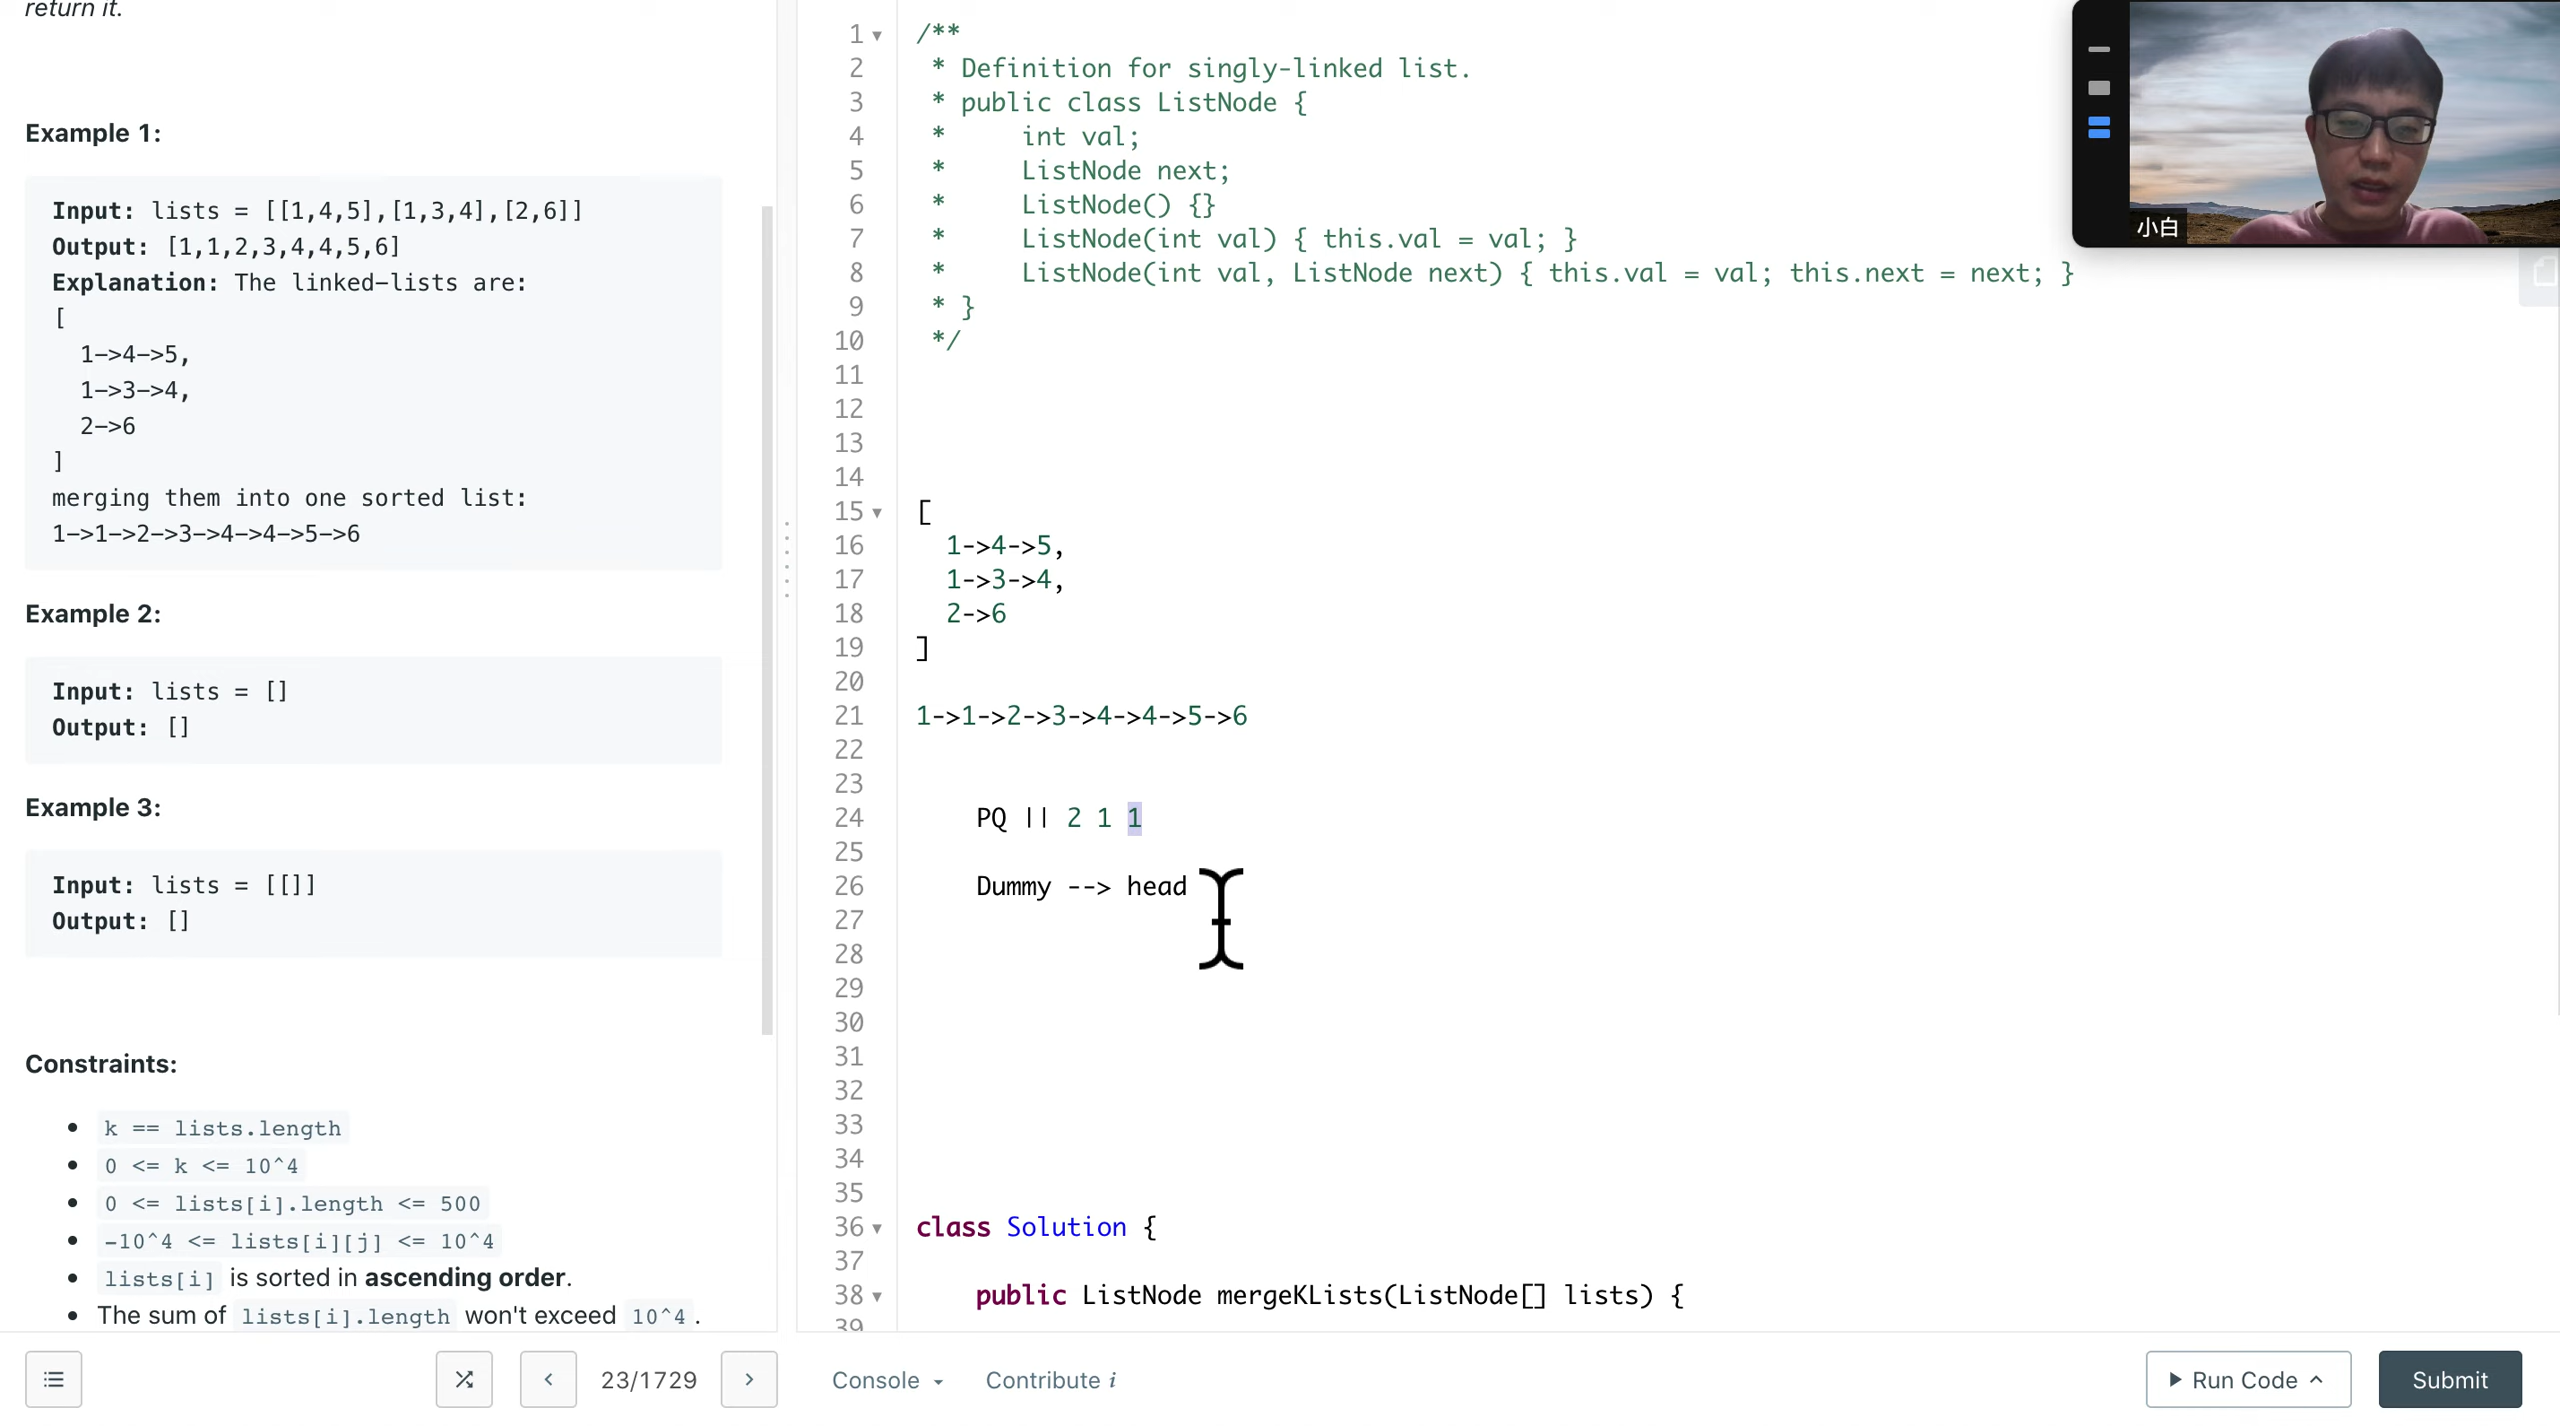 return it.
Example 1:
Input: lists = [[1,4,5],[1,3,4],[2,6]]
Output: [1,1,2,3,4,4,5,6]
Explanation: The linked-lists are:
[
1->4->5,
1->3->4,
2->6
]
merging them into one sorted list:
1->1->2->3->4->4->5->6
Example 2:
Input: lists = []
Output: []
Example 3:
Input: lists = [[]]
Output: []
Constraints:
• k == lists.length
• 0 <= k <= 10^4
• 0 <= lists[i].length <= 500
• -10^4 <= lists[i][j] <= 10^4
• lists[i] is sorted in ascending order.
• The sum of lists[i].length won't exceed 10^4 .
23/1729
1 /**
2 * Definition for singly-linked list.
3 * public class ListNode {
4 *     int val;
5 *     ListNode next;
6 *     ListNode() {}
7 *     ListNode(int val) { this.val = val; }
8 *     ListNode(int val, ListNode next) { this.val = val; this.next = next; }
9 * }
10 */
11
12
13
14
15 [
16   1->4->5,
17   1->3->4,
18   2->6
19 ]
20
21 1->1->2->3->4->4->5->6
22
23
24     PQ || 2 1 1
25
26     Dummy --> head
27
28
29
30
31
32
33
34
35
36 class Solution {
37
38     public ListNode mergeKLists(ListNode[] lists) {
39
Console
Contribute i
Run Code
Submit
小白